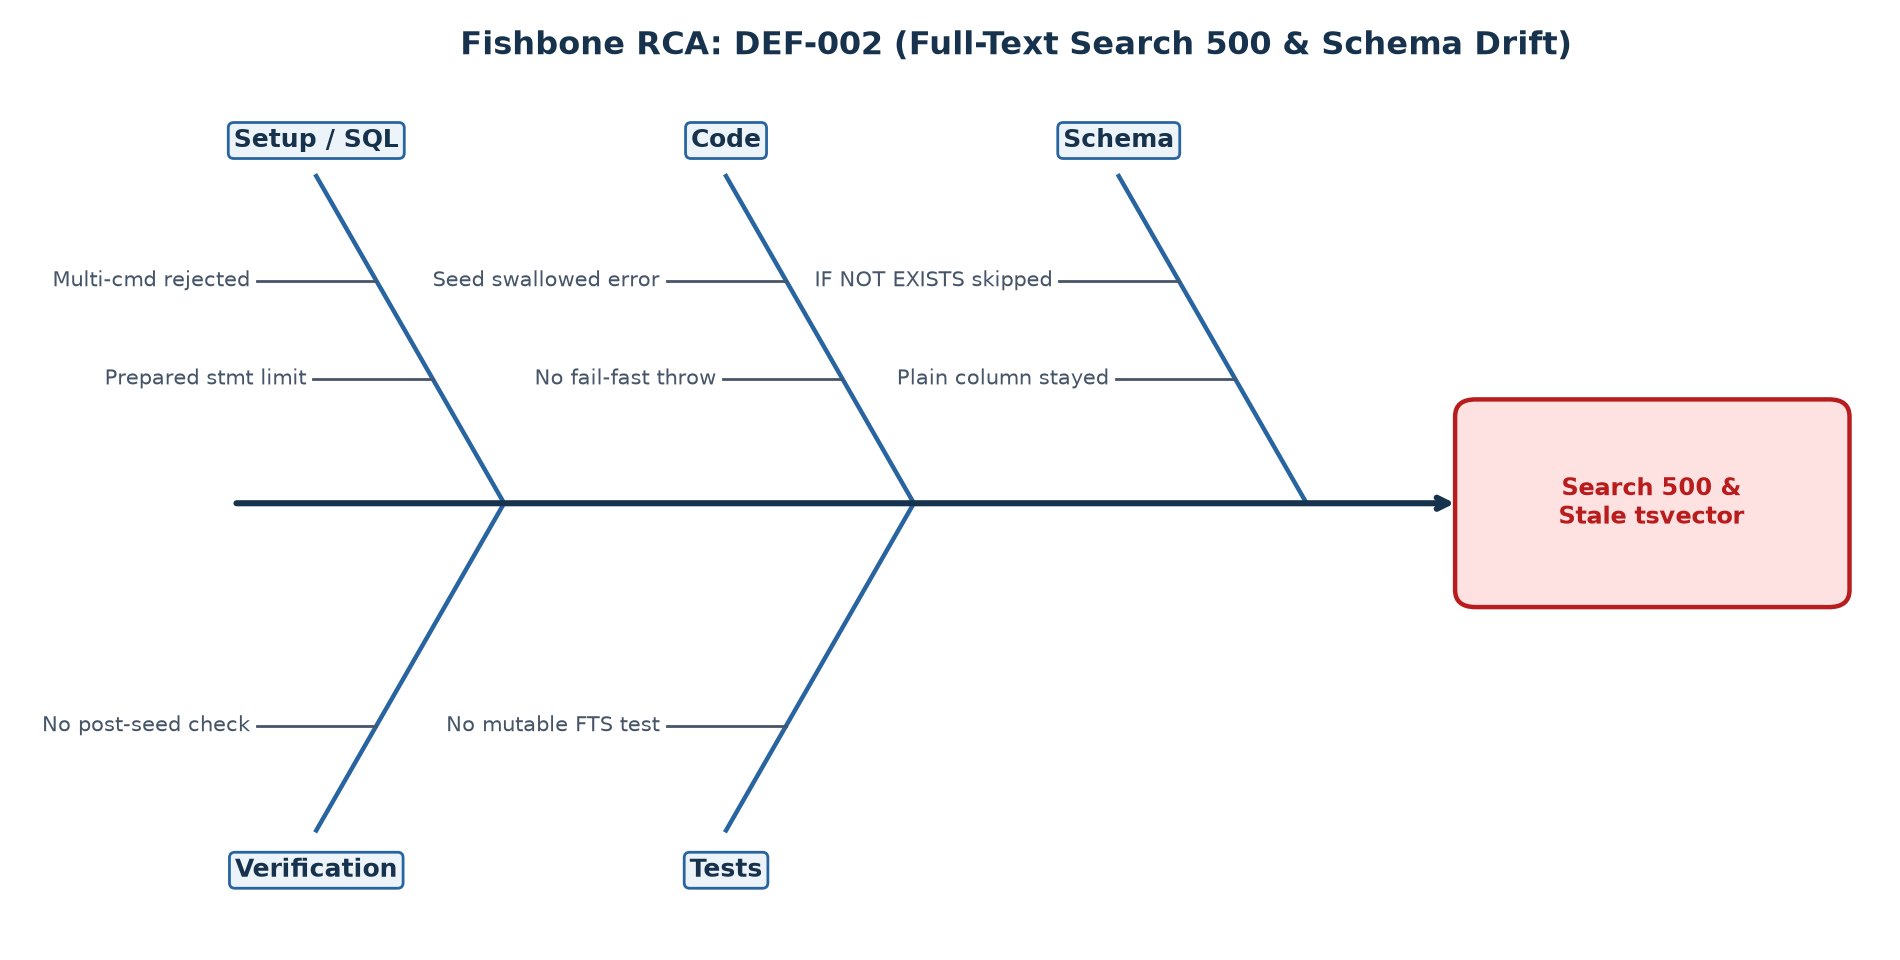 Fishbone RCA: DEF-002 (Full-Text Search 500 & Schema Drift)
Setup / SQL
Code
Schema
Multi-cmd rejected
Seed swallowed error
IF NOT EXISTS skipped
Prepared stmt limit
No fail-fast throw
Plain column stayed
Search 500 &
Stale tsvector
No post-seed check
No mutable FTS test
Verification
Tests